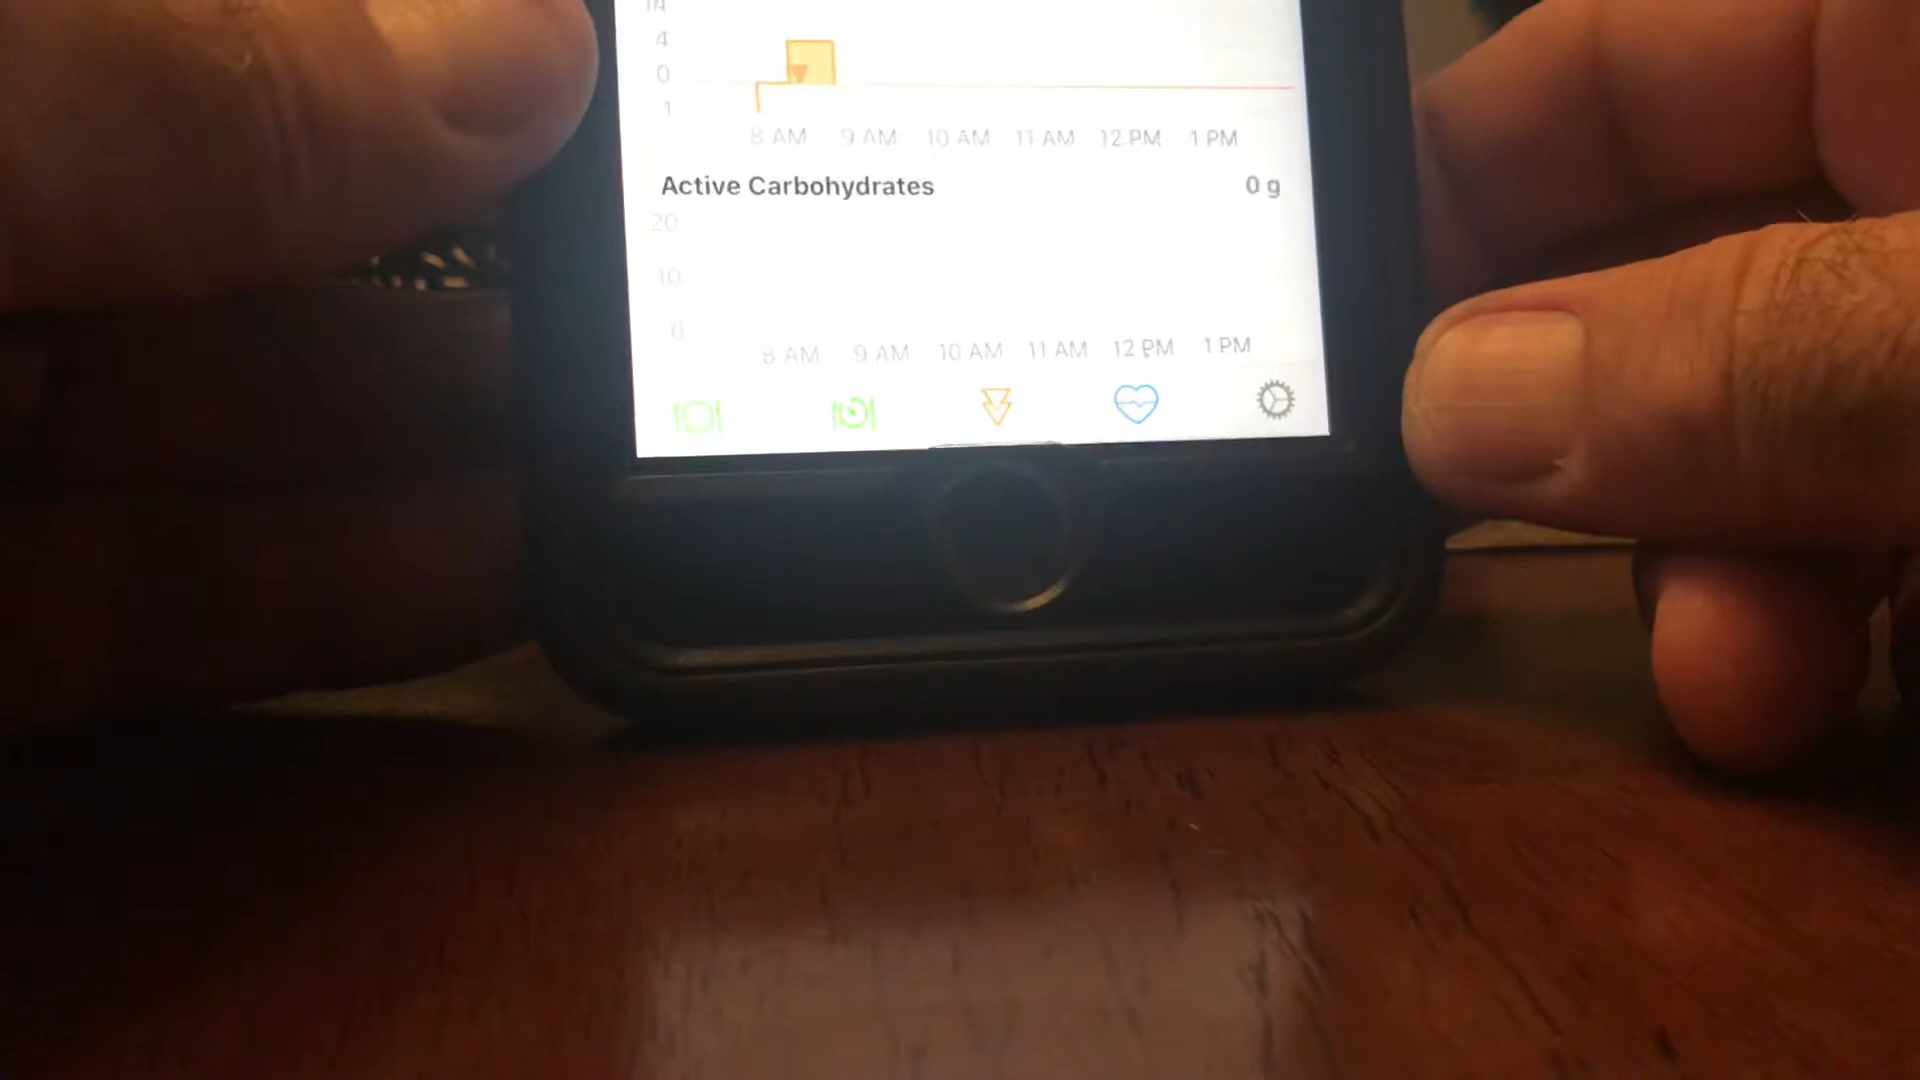 4
0
-1
8 AM 9 AM 10 AM 11 AM 12 PM 1 PM
Active Carbohydrates 0 g
20
10
0
8 AM 9 AM 10 AM 11 AM 12 PM 1 PM